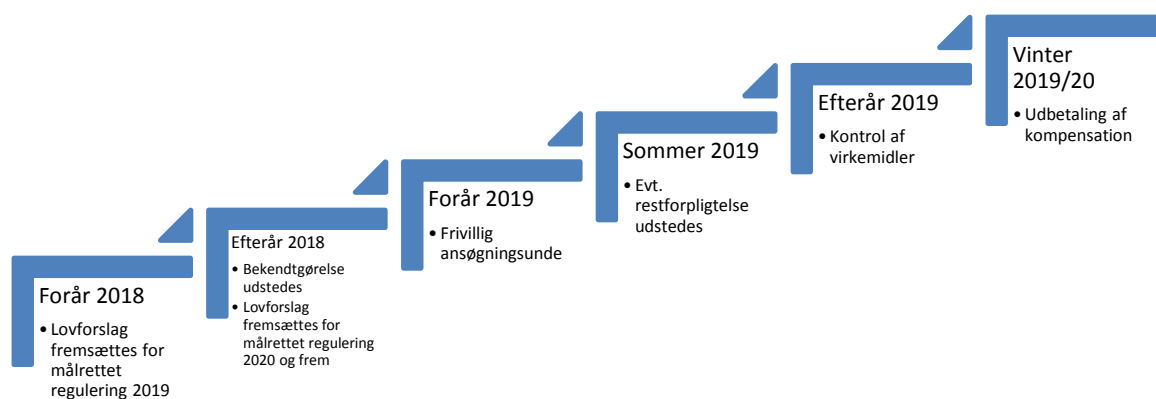 Forår 2018
• Lovforslag
fremsættes for
målrettet
regulering 2019
Efterår 2018
• Bekendtgørelse
udstedes
• Lovforslag
fremsættes for
målrettet regulering
2020 og frem
Forår 2019
• Frivillig
ansøgningsunde
Sommer 2019
• Evt.
restforpligtelse
udstedes
Efterår 2019
• Kontrol af
virkemidler
Vinter
2019/20
• Udbetaling af
kompensation